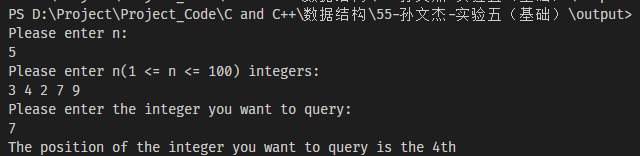 PS D:\Project\Project_Code\C and C++\数据结构\55-孙文杰-实验五（基础）\output>
Please enter n:
5
Please enter n(1 <= n <= 100) integers:
3 4 2 7 9
Please enter the integer you want to query:
7
The position of the integer you want to query is the 4th